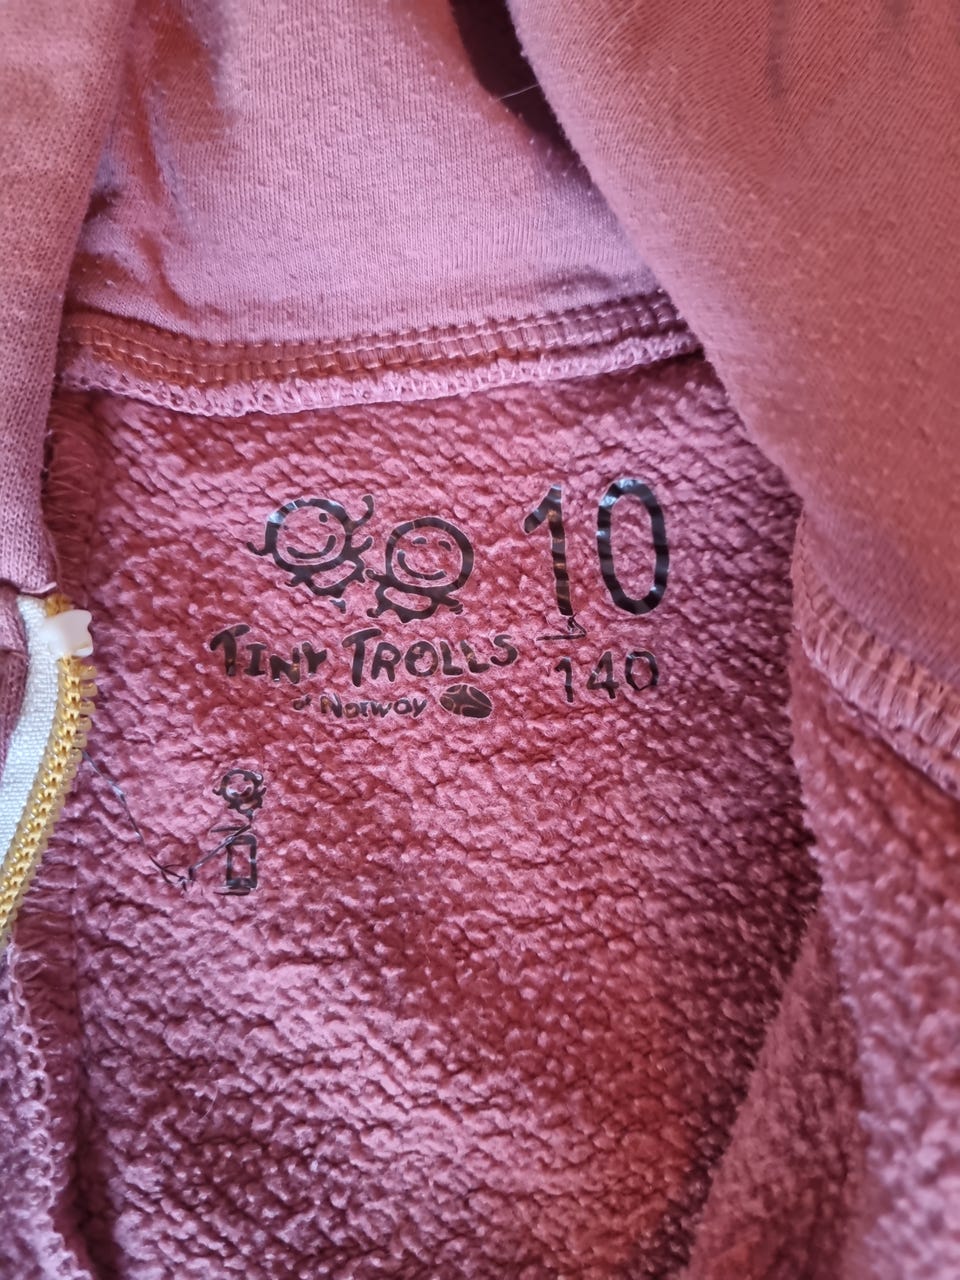 10
TINY TROLLS
of Norway
140